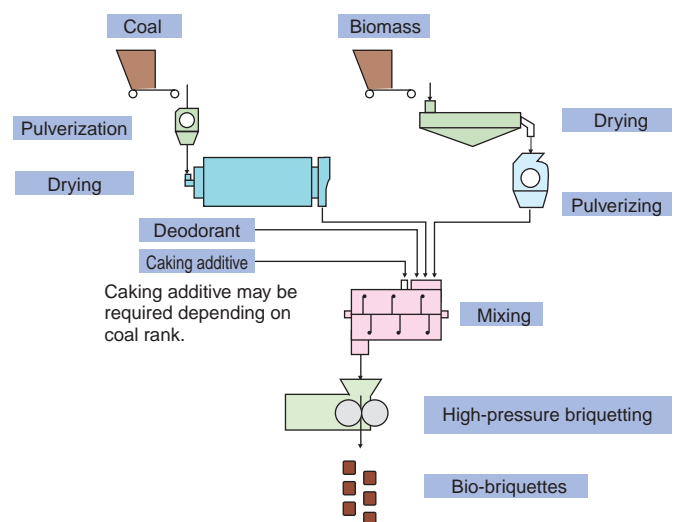 Coal
Biomass
Pulverization
Drying
Drying
Pulverizing
Deodorant
Caking additive
Caking additive may be
required depending on
coal rank.
Mixing
High-pressure briquetting
Bio-briquettes